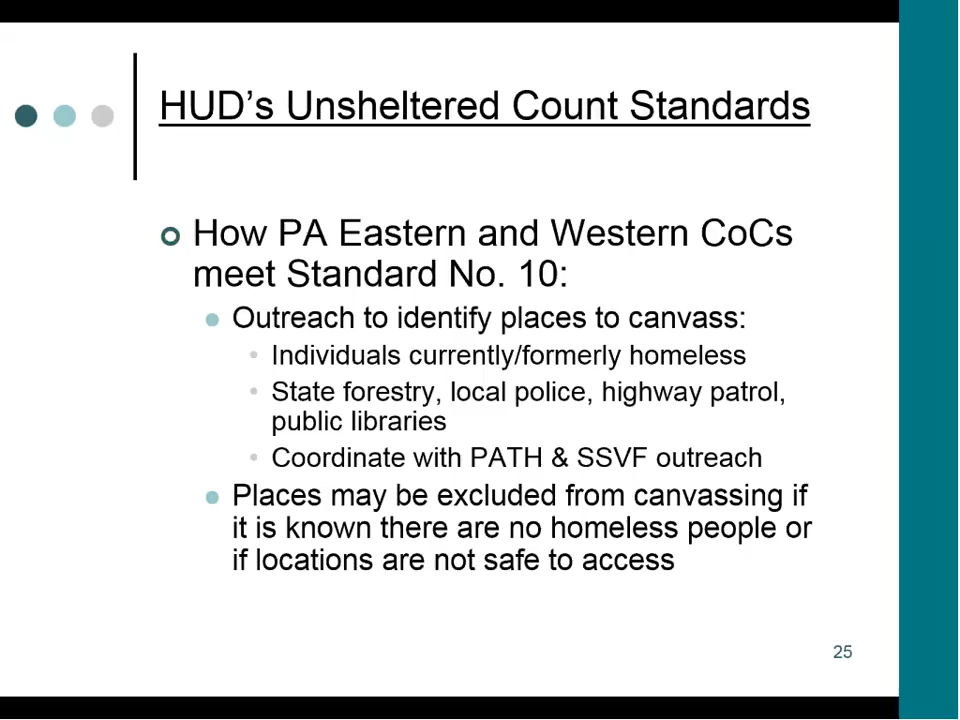 HUD’s Unsheltered Count Standards
How PA Eastern and Western CoCs
meet Standard No. 10:
Outreach to identify places to canvass:
Individuals currently/formerly homeless
State forestry, local police, highway patrol,
public libraries
Coordinate with PATH & SSVF outreach
Places may be excluded from canvassing if
it is known there are no homeless people or
if locations are not safe to access
25